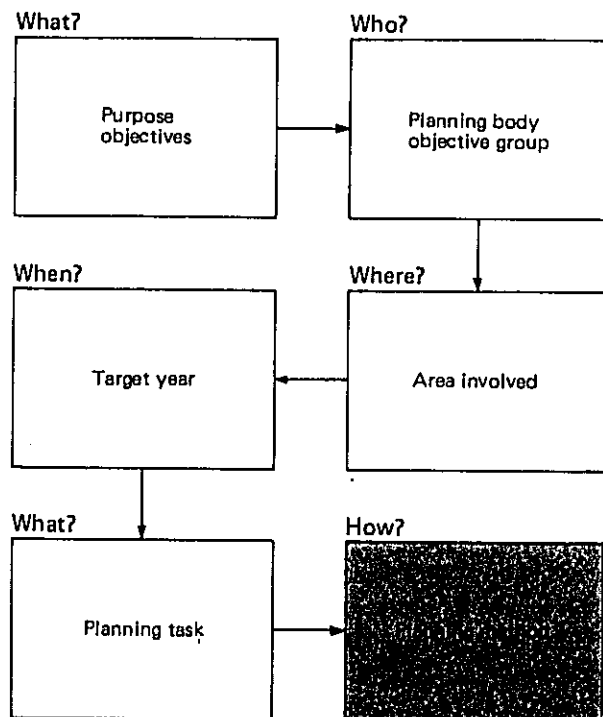 What?
Purpose
objectives
Who?
Planning body
objective group
When?
Target year
Where?
Area involved
What?
Planning task
How?